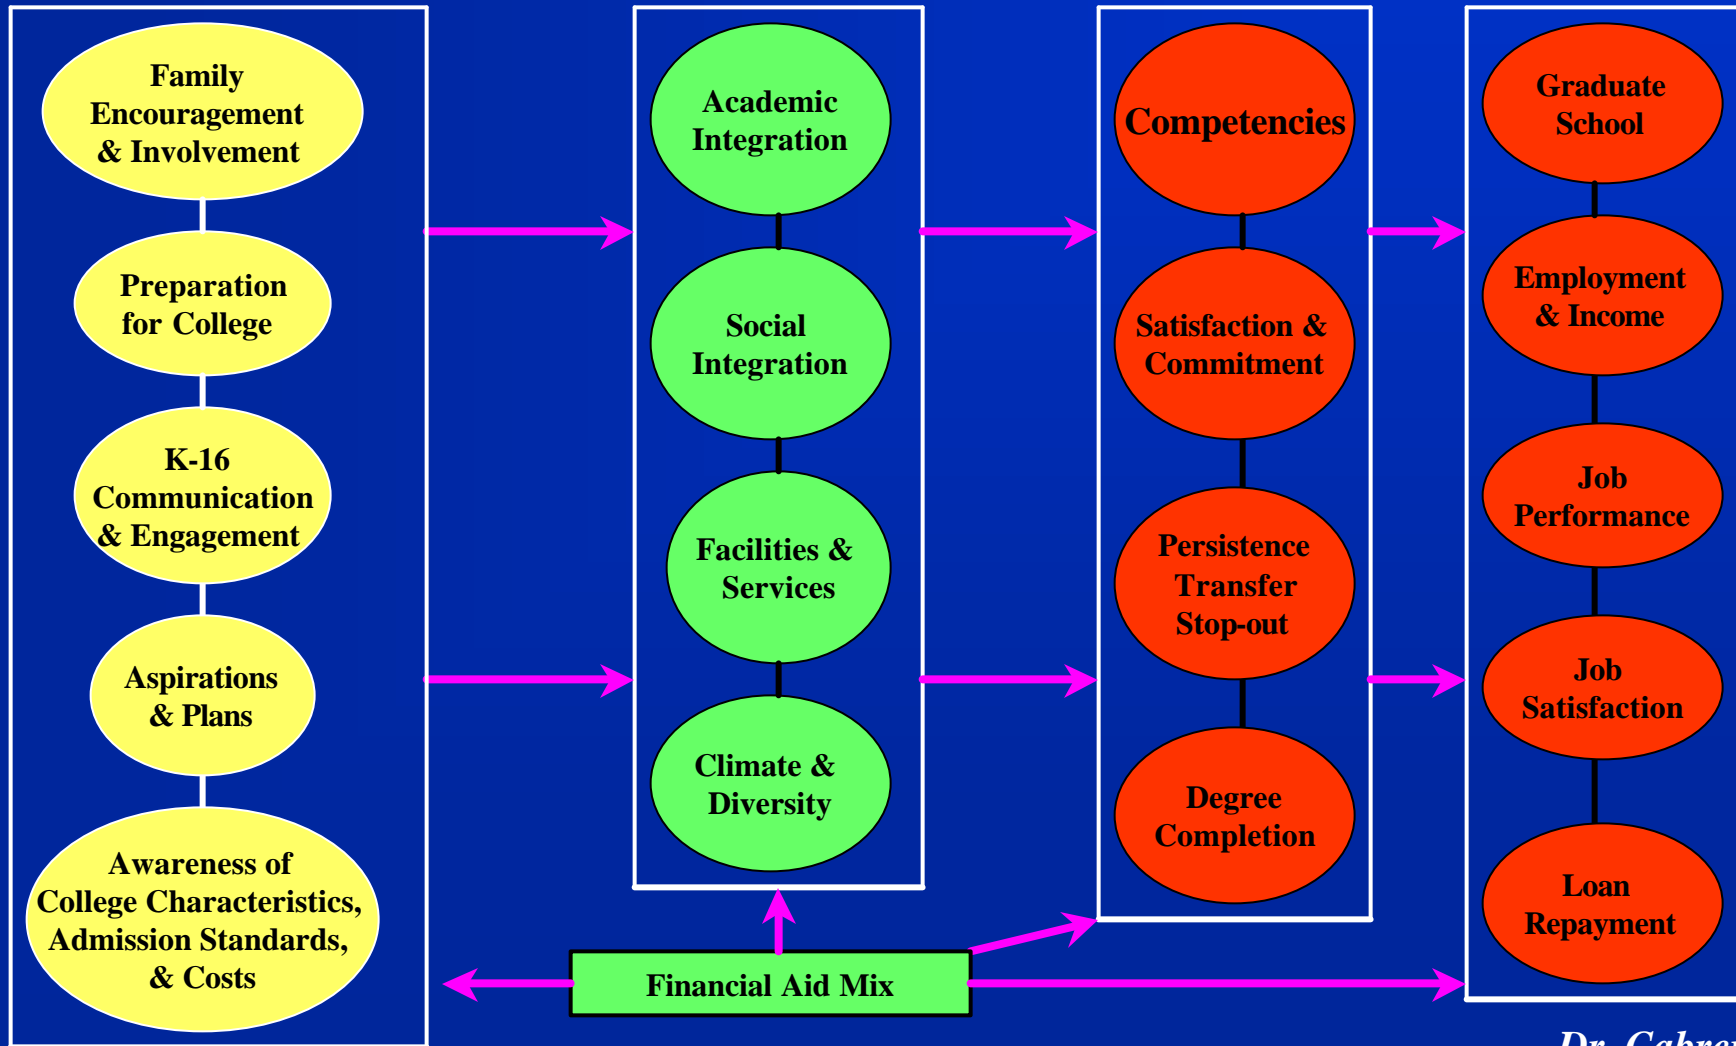 Family
Encouragement
& Involvement
Preparation
for College
K-16
Communication
& Engagement
Aspirations
& Plans
Awareness of
College Characteristics,
Admission Standards,
& Costs
Academic
Integration
Social
Integration
Facilities &
Services
Climate &
Diversity
Financial Aid Mix
Competencies
Satisfaction &
Commitment
Persistence
Transfer
Stop-out
Degree
Completion
Graduate
School
Employment
& Income
Job
Performance
Job
Satisfaction
Loan
Repayment
Dr.